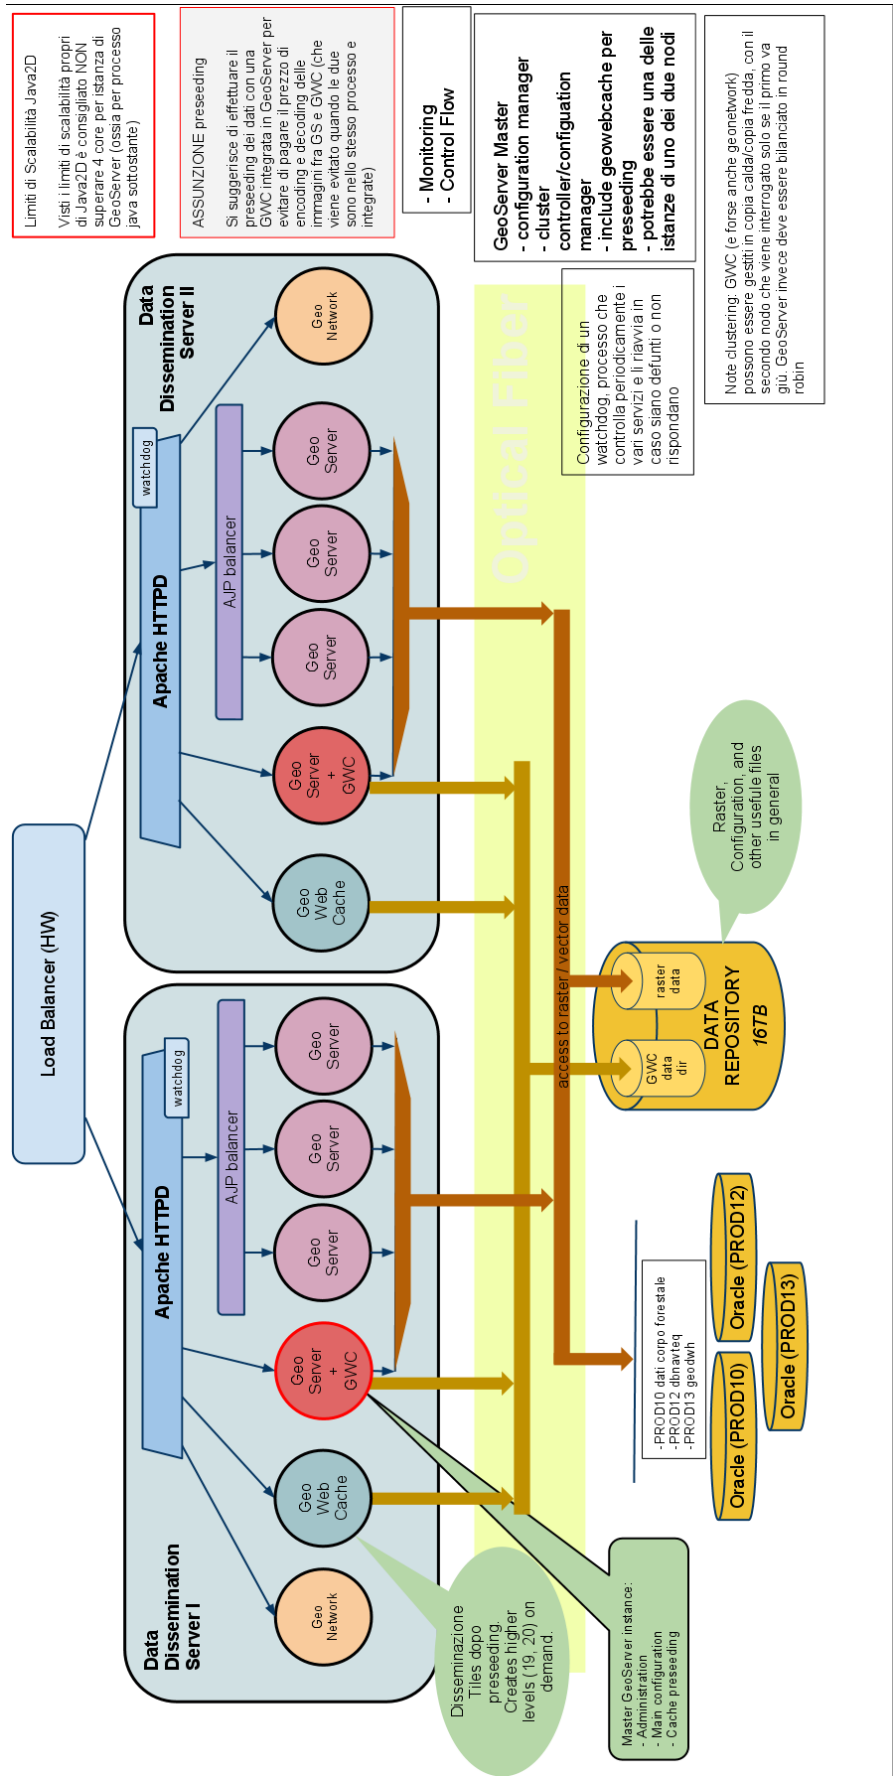 Load Balancer (HW)
Data
Dissemination
Server I
Apache HTTPD
watchdog
AJP balancer
Geo
Network
Geo
Web
Cache
Geo
Server
+
GWC
Geo
Server
Geo
Server
Geo
Server
Data
Dissemination
Server II
Apache HTTPD
watchdog
AJP balancer
Geo
Web
Cache
Geo
Server
+
GWC
Geo
Server
Geo
Server
Geo
Server
Geo
Network
Limiti di Scalabilità Java2D
Visti i limiti di scalabilità propri
di Java2D è consigliato NON
superare 4 core per istanza di
GeoServer (ossia per processo
java sottostante)
ASSUNZIONE preseeding
Si suggerisce di effettuare il
preseeding dei dati con una
GWC integrata in GeoServer per
evitare di pagare il prezzo di
encoding e decoding delle
immagini fra GS e GWC (che
viene evitato quando le due
sono nello stesso processo e
integrate)
- Monitoring
- Control Flow
GeoServer Master
- configuration manager
- cluster
controller/configuation
manager
- include geowebcache per
preseeding
- potrebbe essere una delle
istanze di uno dei due nodi
Optical Fiber
Configurazione di un
watchdog, processo che
controlla periodicamente i
vari servizi e li riavvia in
caso siano defunti o non
rispondano
Note clustering: GWC (e forse anche geonetwork)
possono essere gestiti in copia calda/copia fredda, con il
secondo nodo che viene interrogato solo se il primo va
giù. GeoServer invece deve essere bilanciato in round
robin
Disseminazione
Tiles dopo
preseeding.
Creates higher
levels (19, 20) on
demand.
Master GeoServer instance:
- Administration
- Main configuration
- Cache preseeding
access to raster / vector data
-PROD10 dati corpo forestale
-PROD12 dbnavteq
-PROD13 geodwh
Oracle (PROD10)
Oracle (PROD12)
Oracle (PROD13)
GWC
data
dir
raster
data
DATA
REPOSITORY
16TB
Raster,
Configuration, and
other usefule files
in general